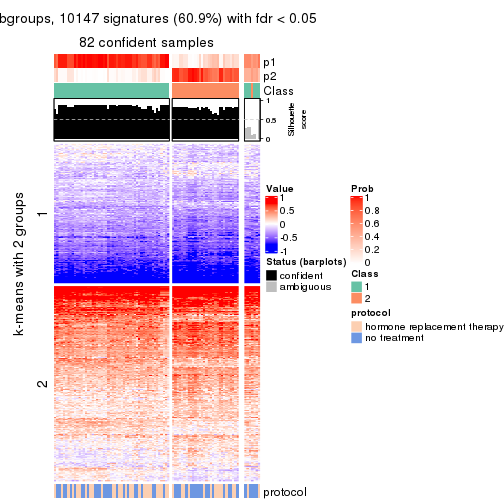 bgroups, 10147 signatures (60.9%) with fdr < 0.05
82 confident samples
p1
p2
Class
1
0.5
0
Silhouette
score
k-means with 2 groups
1
2
protocol
Value
1
0.5
0
-0.5
-1
Status (barplots)
confident
ambiguous
Prob
1
0.8
0.6
0.4
0.2
0
Class
1
2
protocol
hormone replacement therapy
no treatment